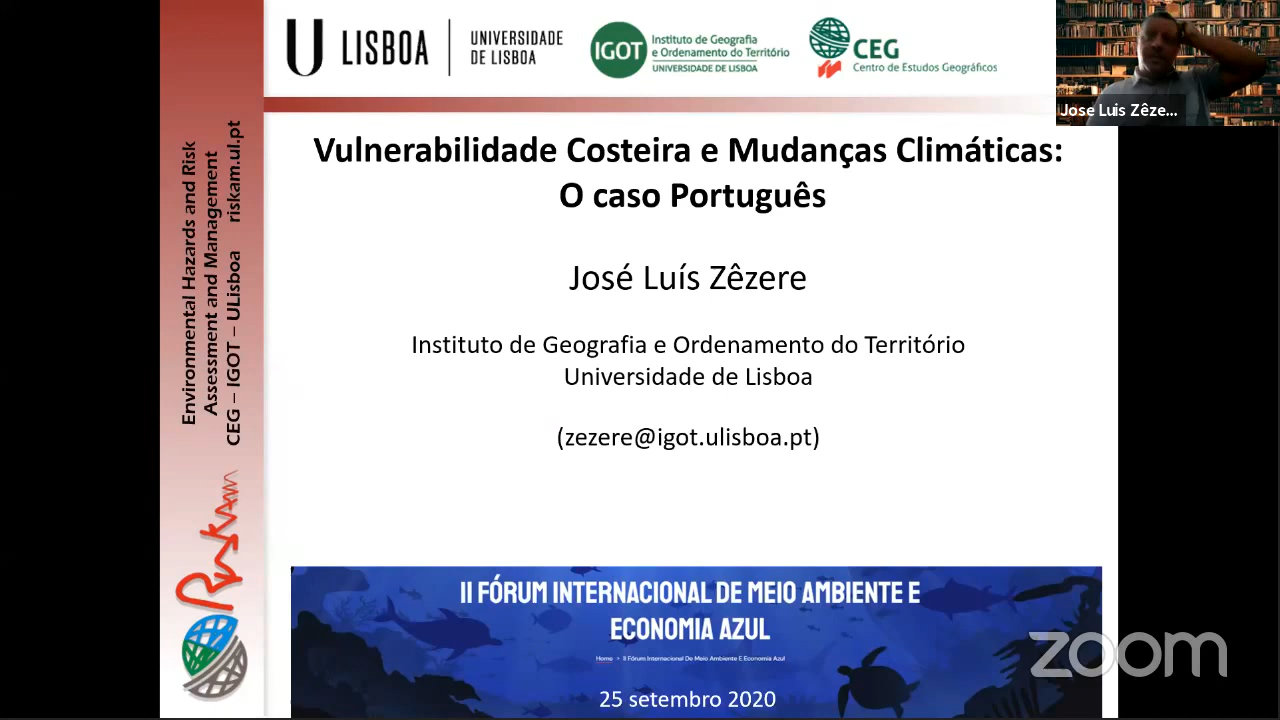 U LISBOA
UNIVERSIDADE
DE LISBOA
IGOT
Instituto de Geografia
e Ordenamento do Território
UNIVERSIDADE DE LISBOA
CEG
Centro de Estudos Geográficos
Jose Luis Zêze...
Environmental Hazards and Risk
Assessment and Management
CEG – IGOT – ULisboa riskam.ul.pt
Riskam
Vulnerabilidade Costeira e Mudanças Climáticas:
O caso Português
José Luís Zêzere
Instituto de Geografia e Ordenamento do Território
Universidade de Lisboa
(zezere@igot.ulisboa.pt)
II FÓRUM INTERNACIONAL DE MEIO AMBIENTE E
ECONOMIA AZUL
Home > II Fórum Internacional De Meio Ambiente E Economia Azul
25 setembro 2020
zoom